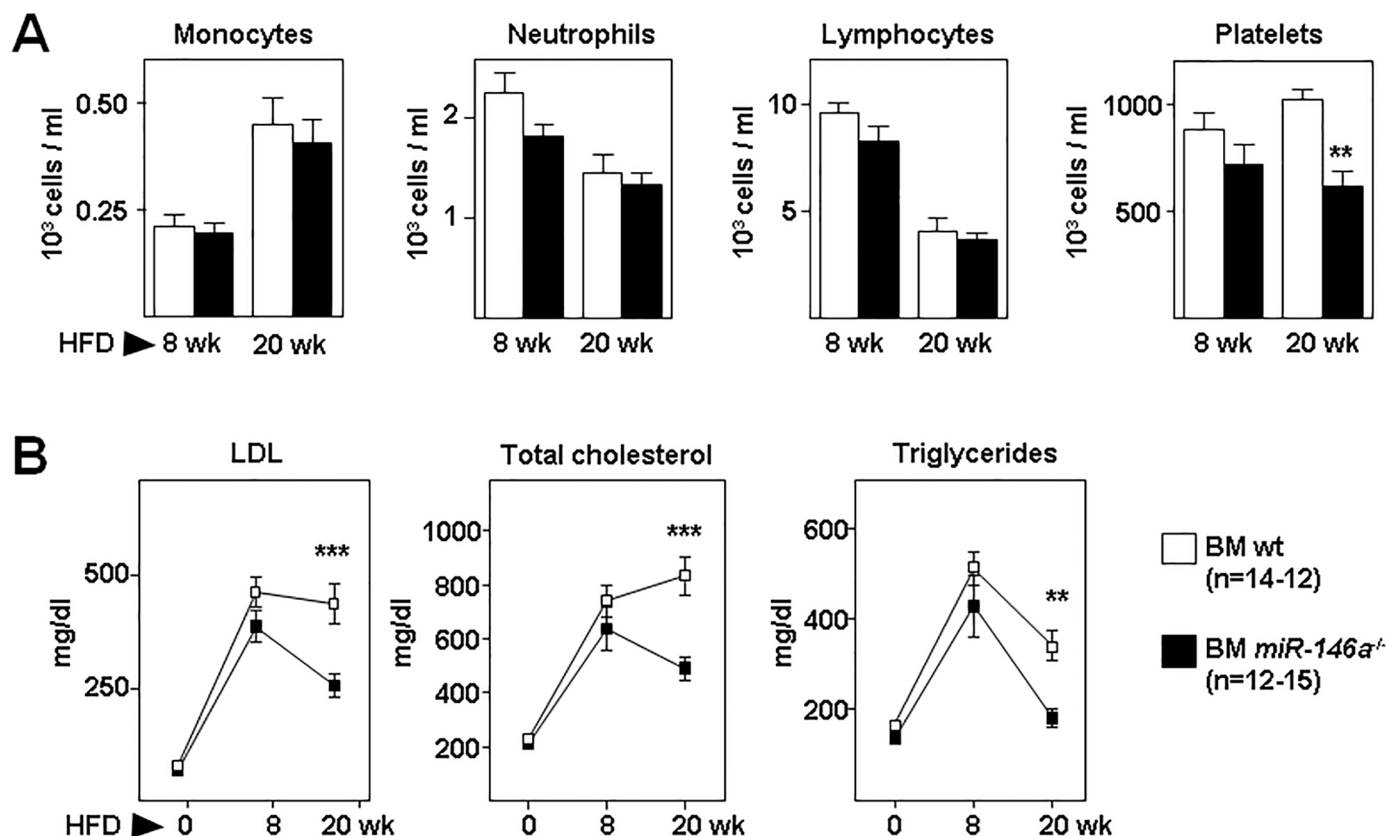 A
Monocytes
Neutrophils
Lymphocytes
Platelets
10³ cells / ml
0.50
0.25
10³ cells / ml
2
1
10³ cells / ml
10
5
10³ cells / ml
1000
500
**
HFD ► 8 wk 20 wk
8 wk 20 wk
8 wk 20 wk
8 wk 20 wk
B
LDL
Total cholesterol
Triglycerides
mg/dl
500
250
***
mg/dl
1000
800
600
400
200
***
mg/dl
600
400
200
**
BM wt
(n=14-12)
BM miR-146a-/-
(n=12-15)
HFD ► 0 8 20 wk
0 8 20 wk
0 8 20 wk